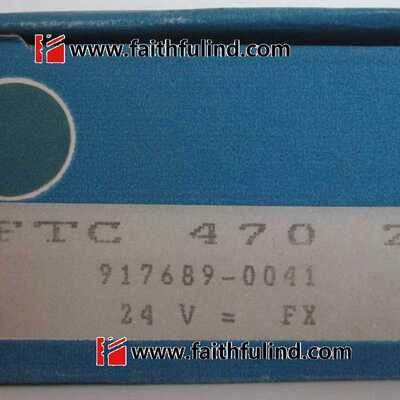 www.faithfulind.com
FTC 470 Z
917689-0041
24 V = FX
www.faithfulind.com